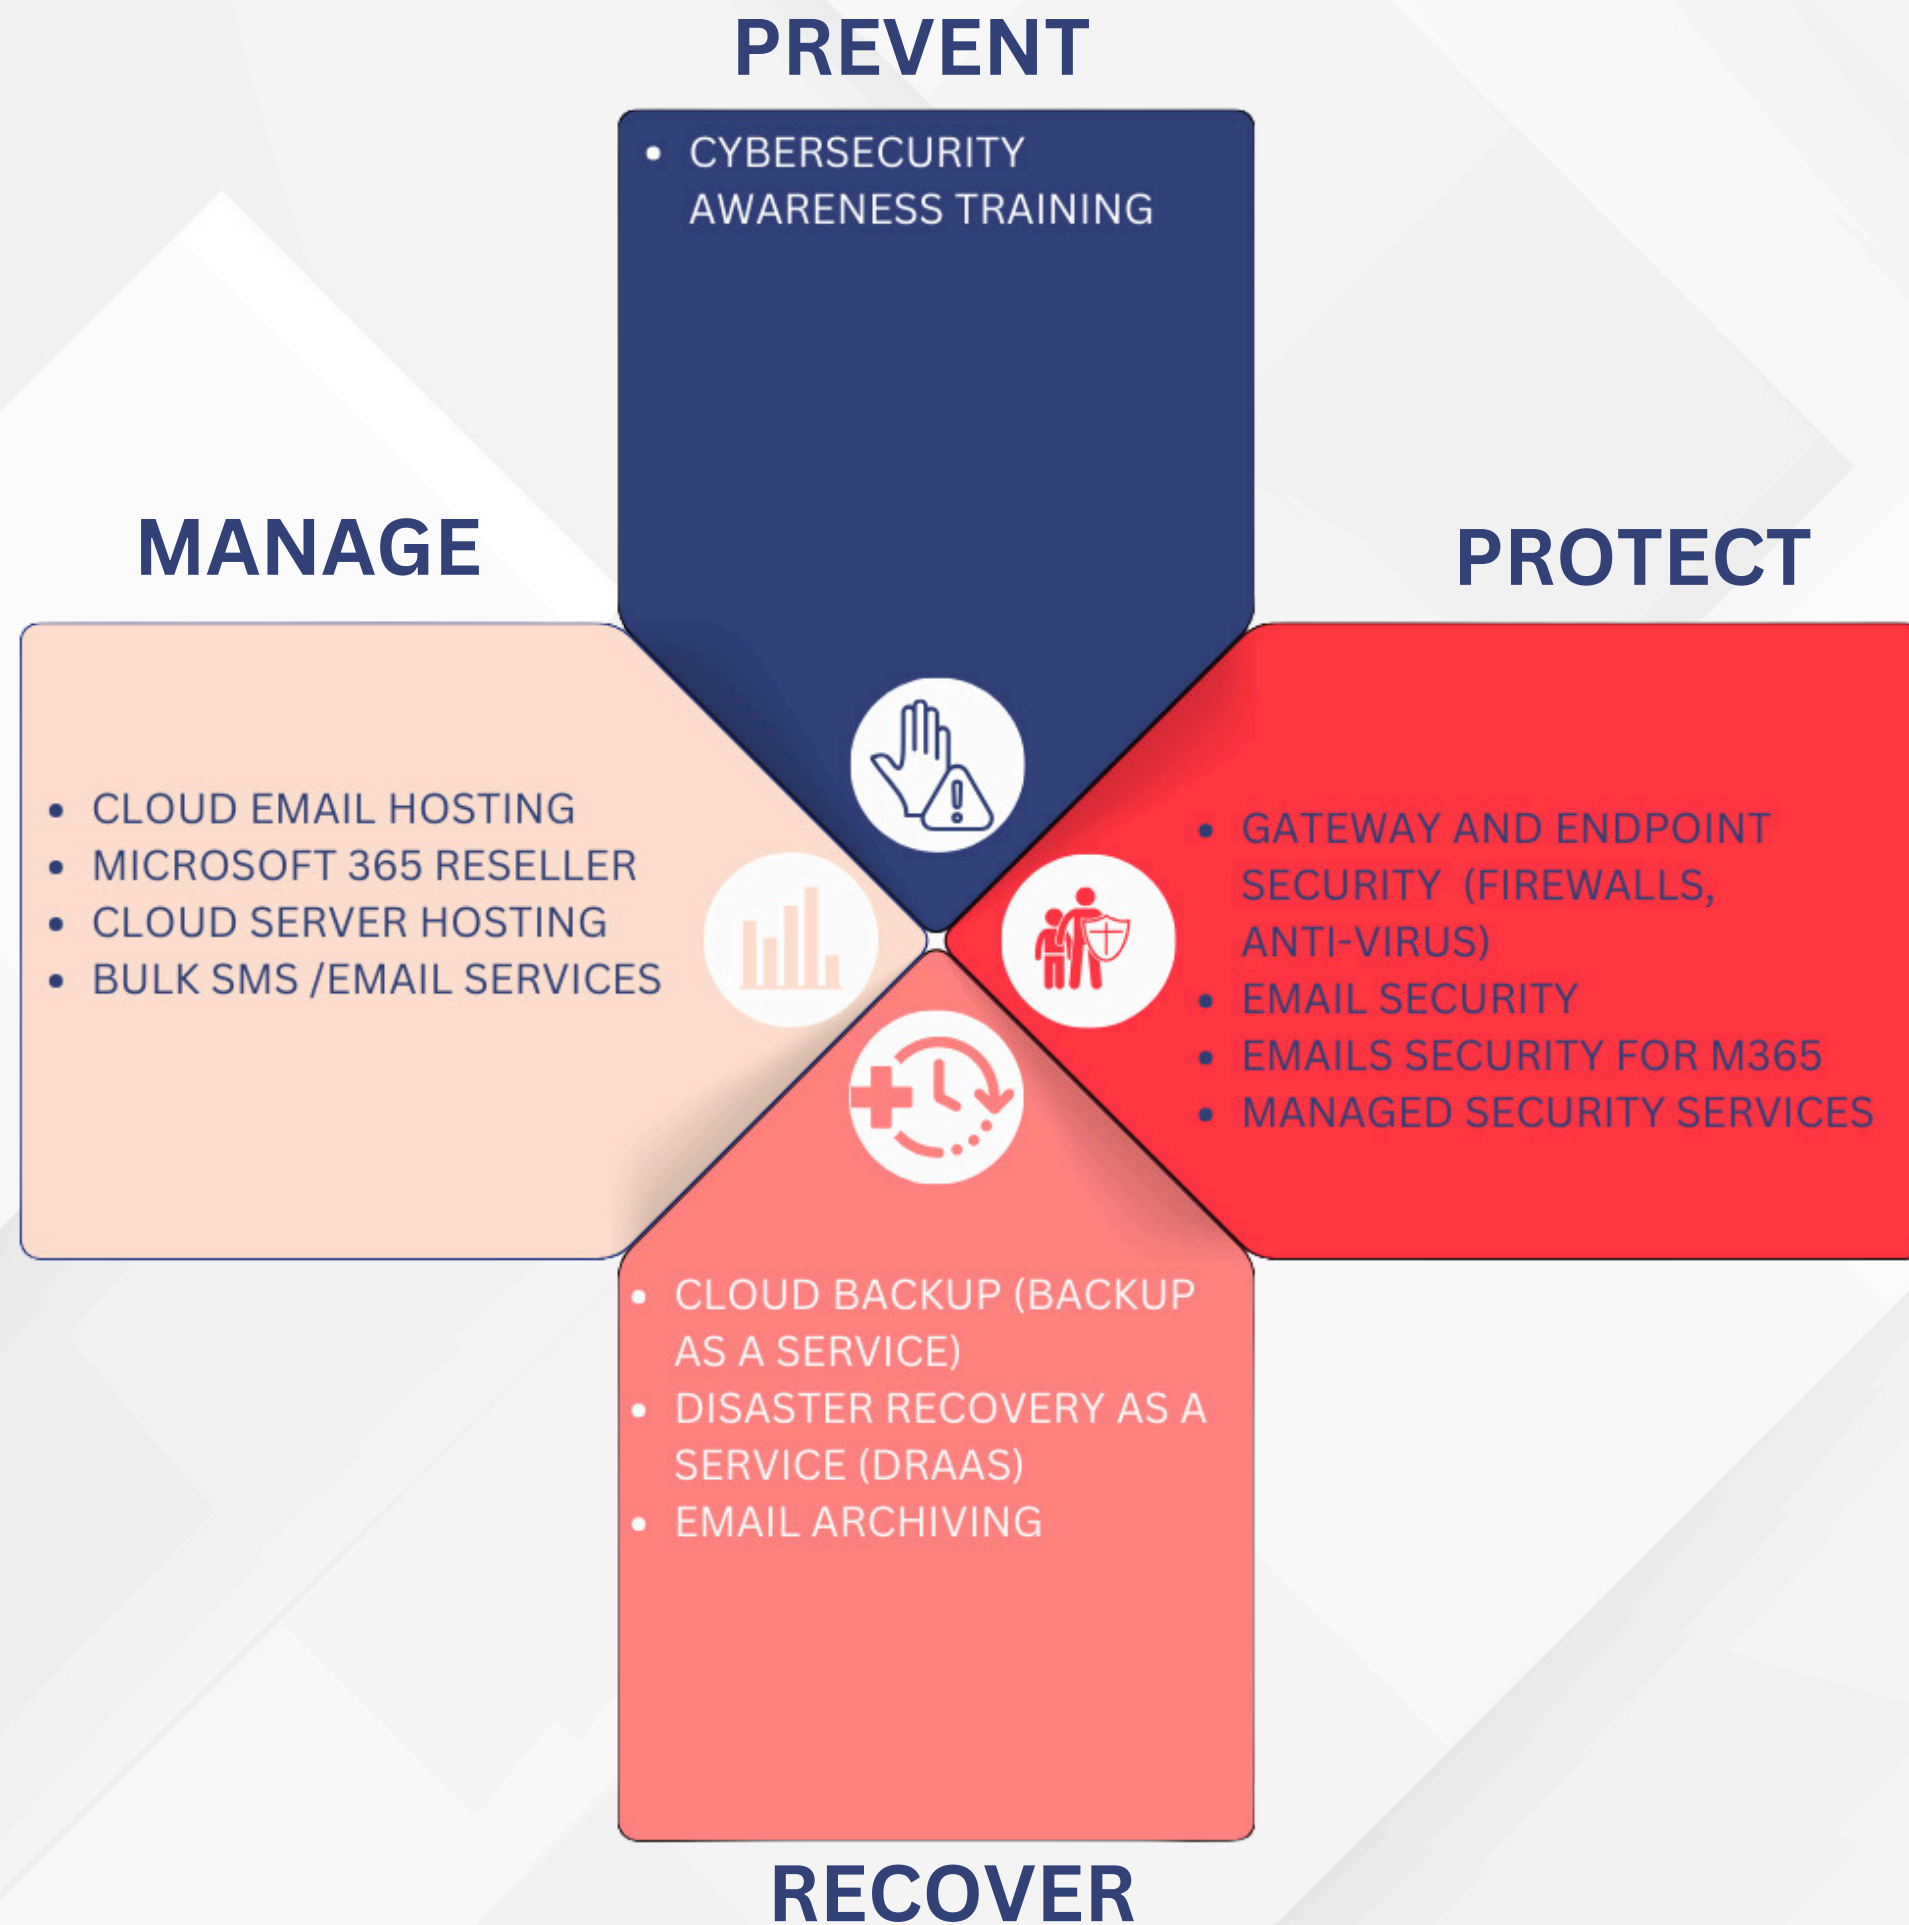 PREVENT
• CYBERSECURITY
AWARENESS TRAINING
MANAGE
• CLOUD EMAIL HOSTING
• MICROSOFT 365 RESELLER
• CLOUD SERVER HOSTING
• BULK SMS /EMAIL SERVICES
PROTECT
• GATEWAY AND ENDPOINT
SECURITY (FIREWALLS,
ANTI-VIRUS)
• EMAIL SECURITY
• EMAILS SECURITY FOR M365
• MANAGED SECURITY SERVICES
• CLOUD BACKUP (BACKUP
AS A SERVICE)
• DISASTER RECOVERY AS A
SERVICE (DRAAS)
• EMAIL ARCHIVING
RECOVER